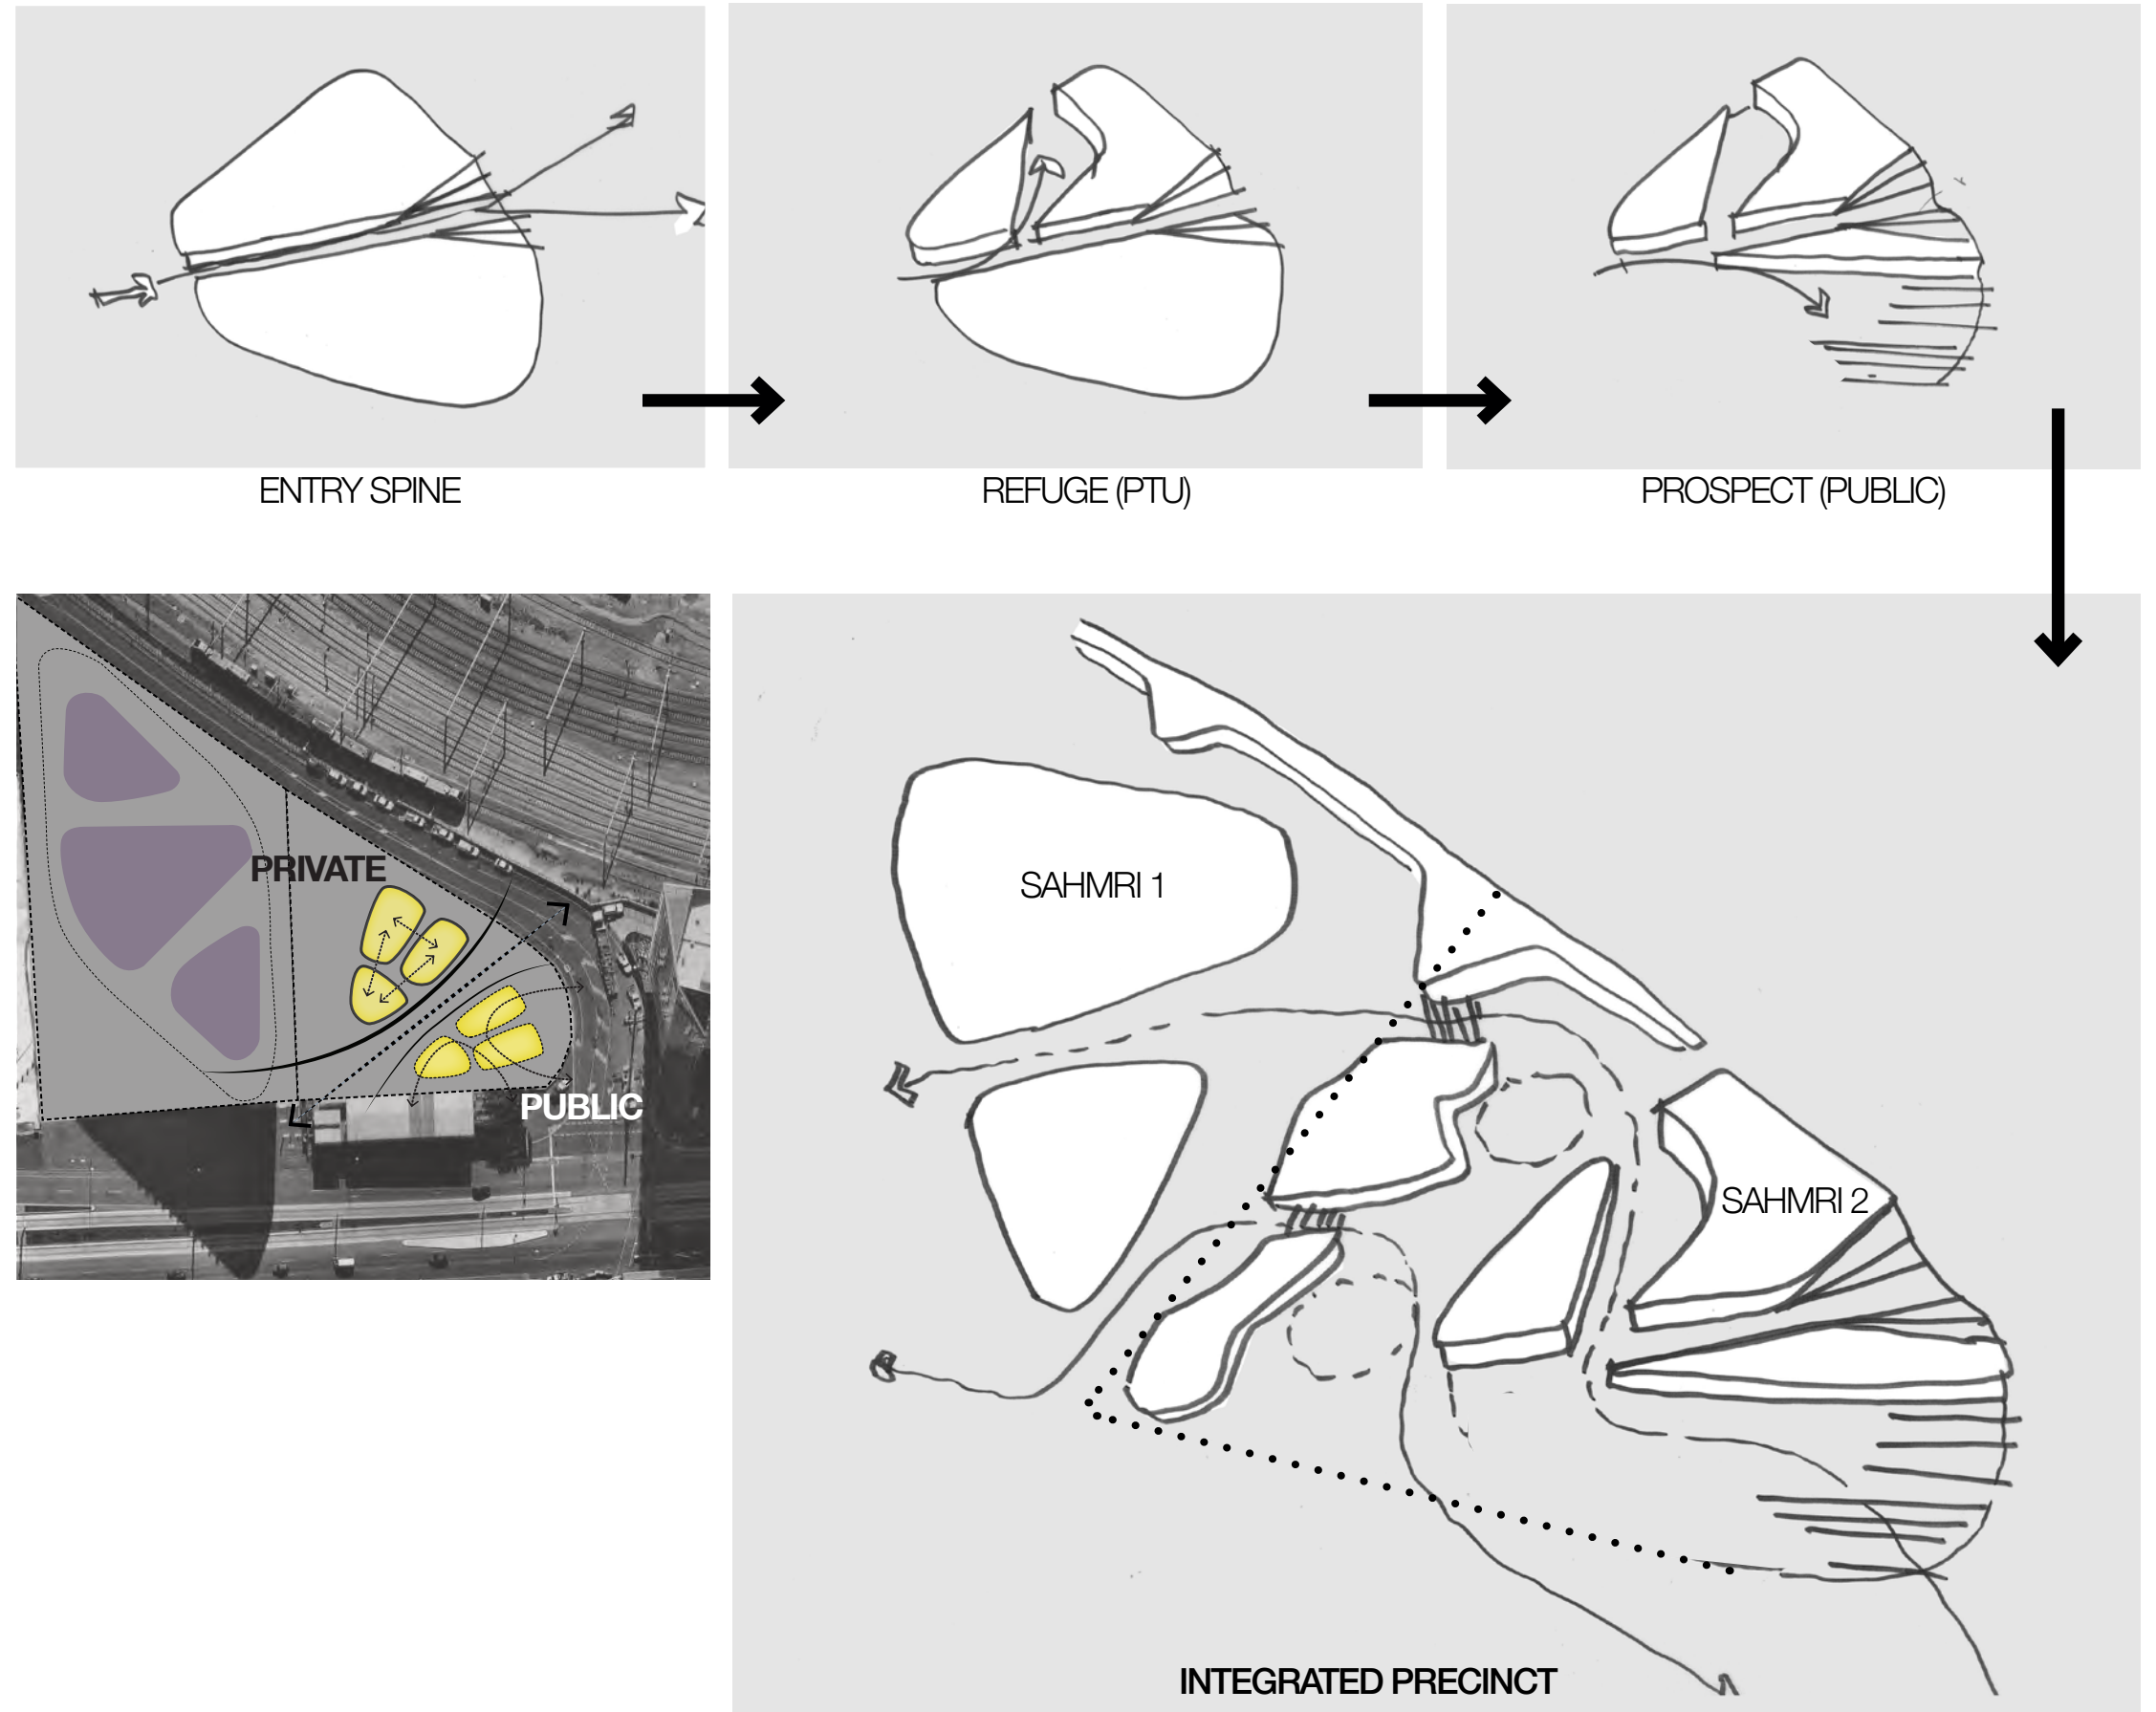 ENTRY SPINE
REFUGE (PTU)
PROSPECT (PUBLIC)
PRIVATE
PUBLIC
SAHMRI 1
SAHMRI 2
INTEGRATED PRECINCT